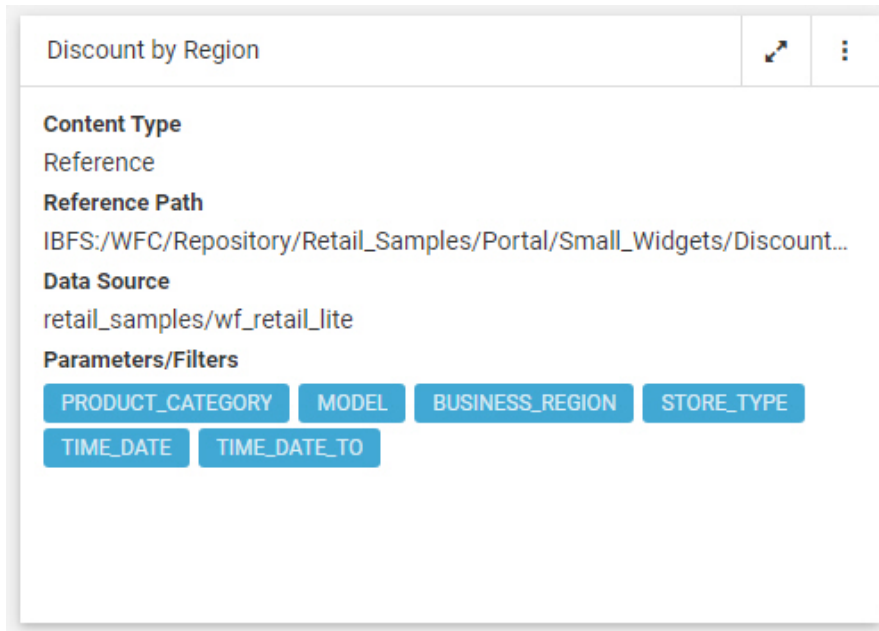 Discount by Region
Content Type
Reference
Reference Path
IBFS:/WFC/Repository/Retail_Samples/Portal/Small_Widgets/Discount...
Data Source
retail_samples/wf_retail_lite
Parameters/Filters
PRODUCT_CATEGORY MODEL BUSINESS_REGION STORE_TYPE
TIME_DATE TIME_DATE_TO